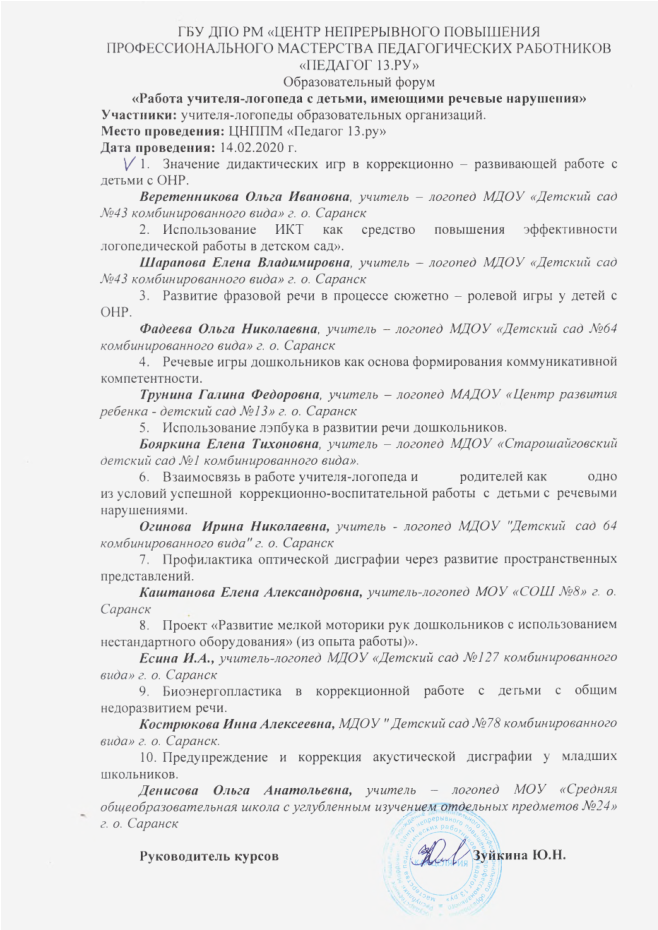 ГБУ ДПО РМ «ЦЕНТР НЕПРЕРЫВНОГО ПОВЫШЕНИЯ
ПРОФЕССИОНАЛЬНОГО МАСТЕРСТВА ПЕДАГОГИЧЕСКИХ РАБОТНИКОВ
«ПЕДАГОГ 13.РУ»
Образовательный форум
«Работа учителя-логопеда с детьми, имеющими речевые нарушения»
Участники: учителя-логопеды образовательных организаций.
Место проведения: ЦНППМ «Педагог 13.ру»
Дата проведения: 14.02.2020 г.
1. Значение дидактических игр в коррекционно – развивающей работе с
детьми с ОНР.
Веретенникова Ольга Ивановна, учитель – логопед МДОУ «Детский сад
№43 комбинированного вида» г. о. Саранск
2. Использование ИКТ как средство повышения эффективности
логопедической работы в детском сад».
Шарапова Елена Владимировна, учитель – логопед МДОУ «Детский сад
№43 комбинированного вида» г. о. Саранск
3. Развитие фразовой речи в процессе сюжетно – ролевой игры у детей с
ОНР.
Фадеева Ольга Николаевна, учитель – логопед МДОУ «Детский сад №64
комбинированного вида» г. о. Саранск
4. Речевые игры дошкольников как основа формирования коммуникативной
компетентности.
Трунина Галина Федоровна, учитель – логопед МАДОУ «Центр развития
ребенка - детский сад №13» г. о. Саранск
5. Использование лэпбука в развитии речи дошкольников.
Бояркина Елена Тихоновна, учитель – логопед МДОУ «Старошайговский
детский сад №1 комбинированного вида».
6. Взаимосвязь в работе учителя-логопеда и родителей как одно
из условий успешной коррекционно-воспитательной работы с детьми с речевыми
нарушениями.
Огинова Ирина Николаевна, учитель - логопед МДОУ "Детский сад 64
комбинированного вида" г. о. Саранск
7. Профилактика оптической дисграфии через развитие пространственных
представлений.
Каштанова Елена Александровна, учитель-логопед МОУ «СОШ №8» г. о.
Саранск
8. Проект «Развитие мелкой моторики рук дошкольников с использованием
нестандартного оборудования» (из опыта работы)».
Есина И.А., учитель-логопед МДОУ «Детский сад №127 комбинированного
вида» г. о. Саранск
9. Биоэнергопластика в коррекционной работе с детьми с общим
недоразвитием речи.
Кострюкова Инна Алексеевна, МДОУ " Детский сад №78 комбинированного
вида» г. о. Саранск.
10. Предупреждение и коррекция акустической дисграфии у младших
школьников.
Денисова Ольга Анатольевна, учитель – логопед МОУ «Средняя
общеобразовательная школа с углубленным изучением отдельных предметов №24»
г. о. Саранск
Руководитель курсов Зуйкина Ю.Н.